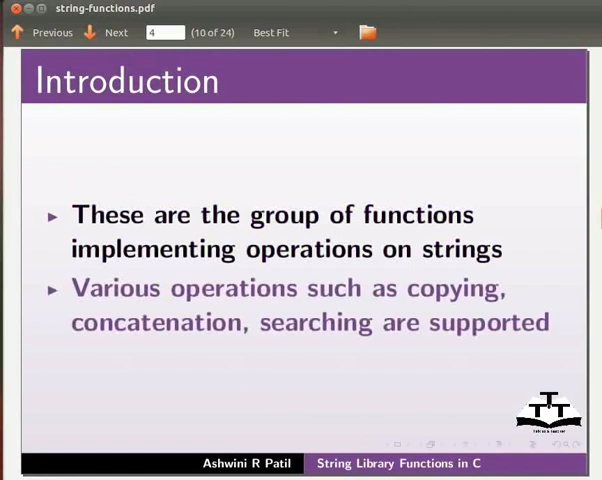 string-functions.pdf
Previous Next 4 (10 of 24) Best Fit
Introduction
These are the group of functions
implementing operations on strings
Various operations such as copying,
concatenation, searching are supported
TTT
Ashwini R Patil String Library Functions in C